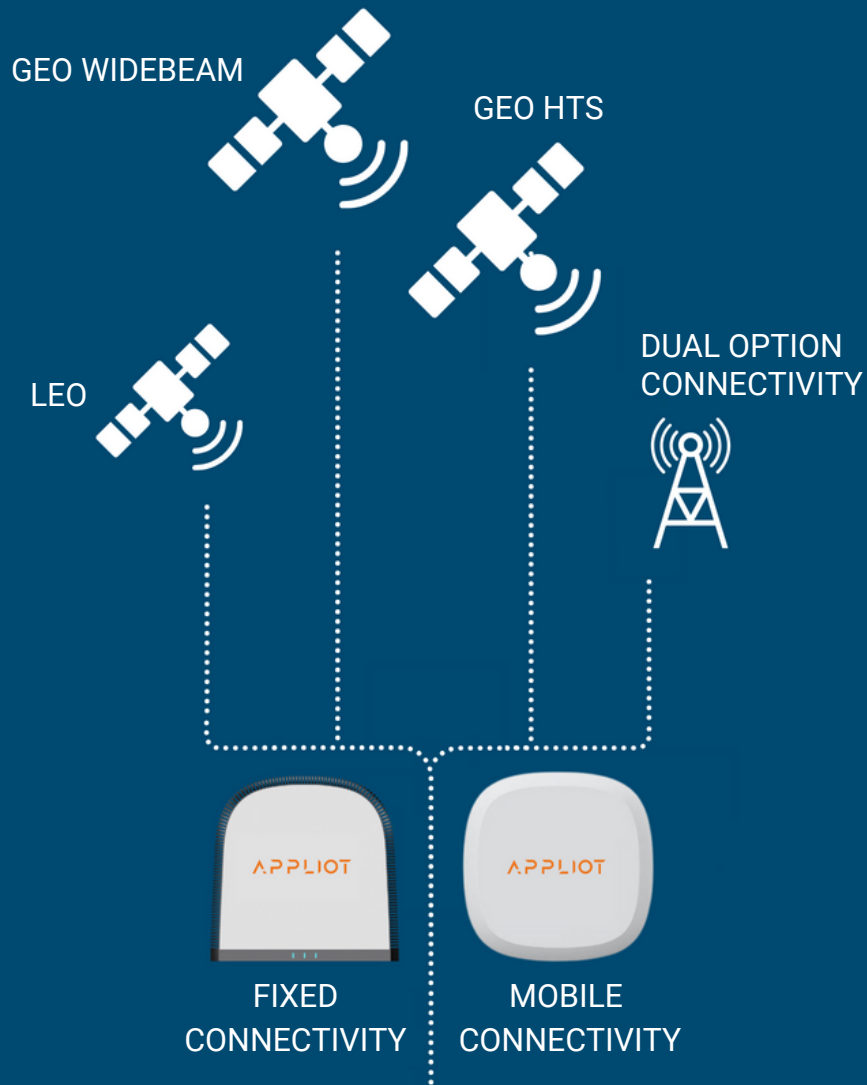 GEO WIDEBEAM
GEO HTS
DUAL OPTION
CONNECTIVITY
LEO
APPLIOT
APPLIOT
FIXED
CONNECTIVITY
MOBILE
CONNECTIVITY